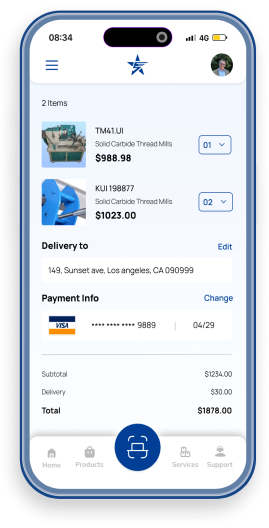 08:34
4G
2 Items
TM41.UI
Solid Carbide Thread Mills
01
$988.98
KUI 198877
Solid Carbide Thread Mills
02
$1023.00
Delivery to Edit
149, Sunset ave, Los angeles, CA 090999
Payment Info Change
VISA •••• •••• •••• 9889 | 04/29
Subtotal $1234.00
Delivery $30.00
Total $1878.00
Home Products Services Support